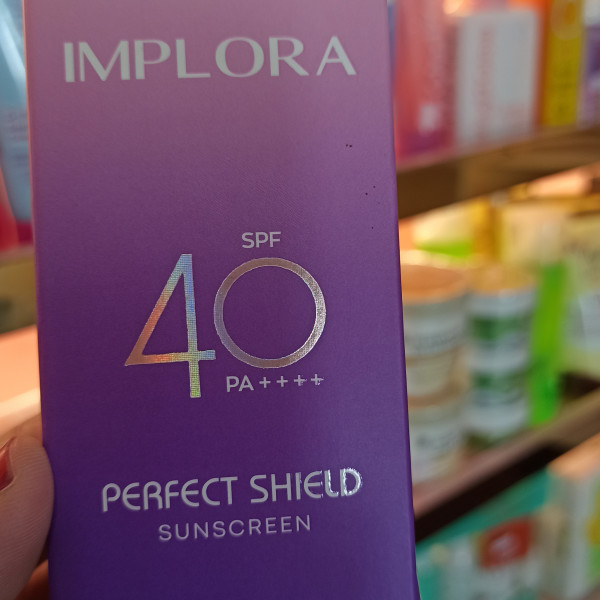 IMPLORA
SPF
40
PA++++
PERFECT SHIELD
SUNSCREEN